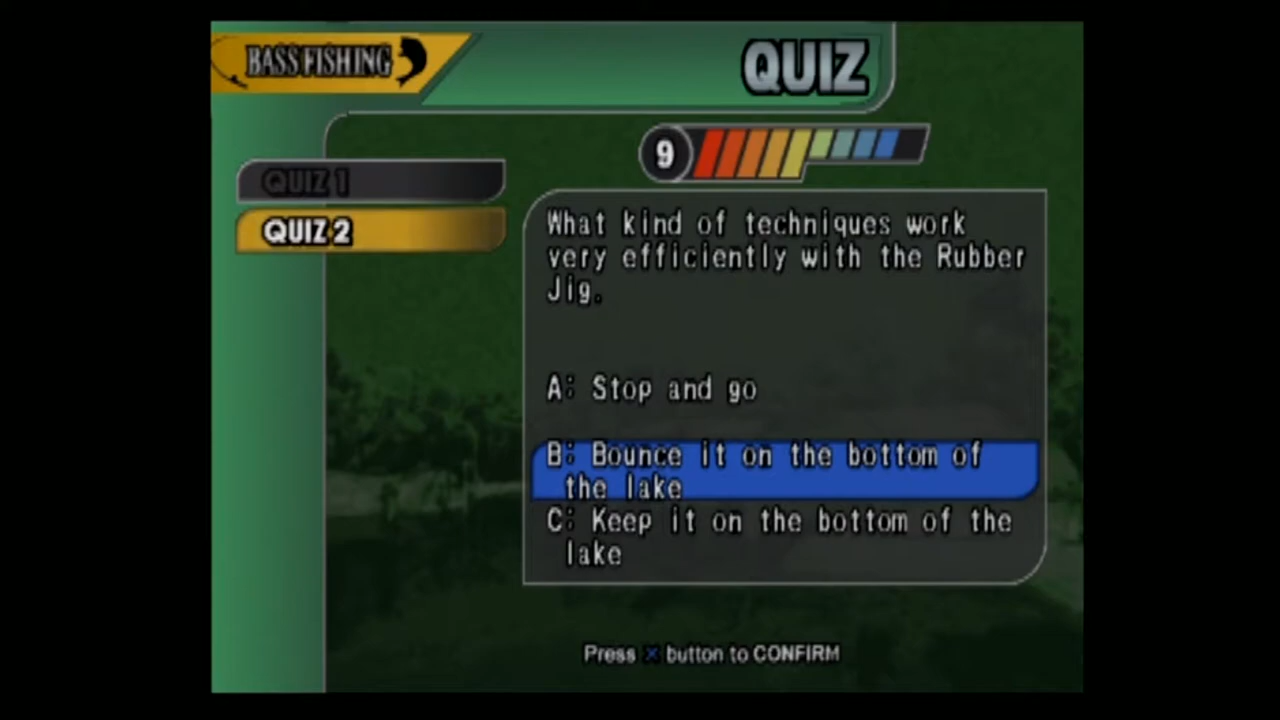 BASS FISHING
QUIZ
9
QUIZ 1
QUIZ 2
What kind of techniques work
very efficiently with the Rubber
Jig.
A: Stop and go
B: Bounce it on the bottom of
the lake
C: Keep it on the bottom of the
lake
Press × button to CONFIRM